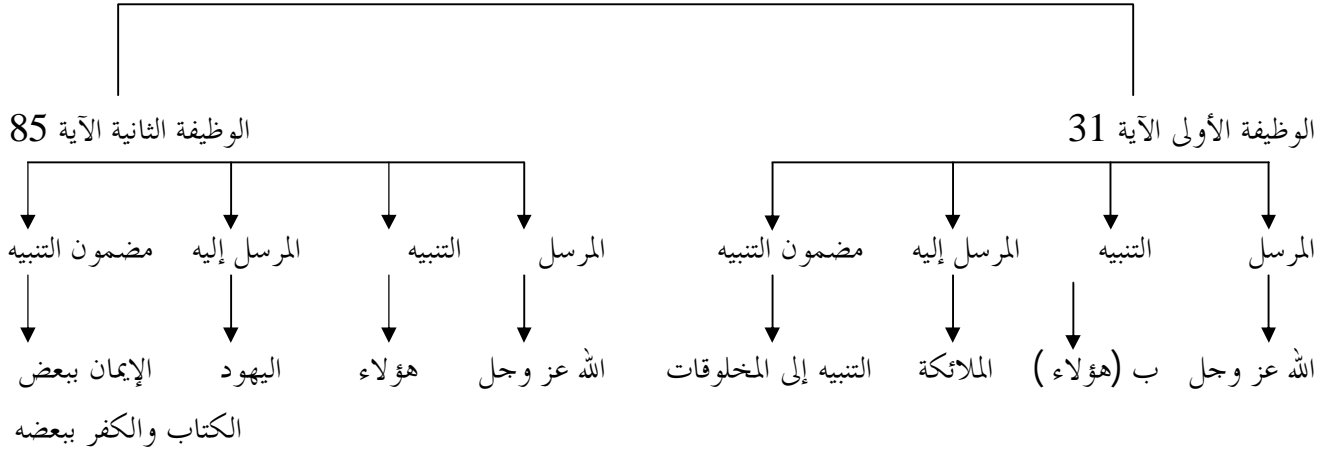 الوظيفة الأولى الآية 31 الوظيفة الثانية الآية 85
المرسل التنبيه المرسل إليه مضمون التنبيه المرسل التنبيه المرسل إليه مضمون التنبيه
الله عز وجل ب (هؤلاء ) الملائكة التنبيه إلى المخلوقات الله عز وجل هؤلاء اليهود الإيمان ببعض
الكتاب والكفر ببعضه